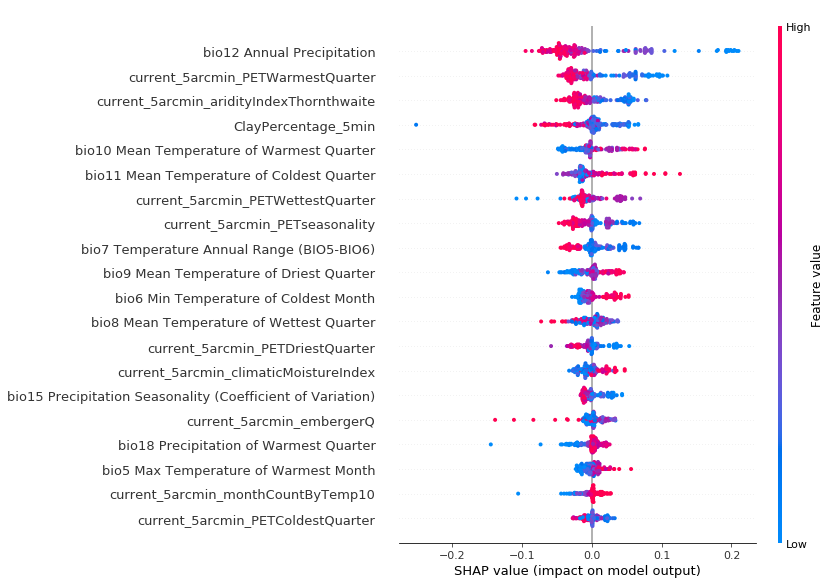 High
bio12 Annual Precipitation
current_5arcmin_PETWarmestQuarter
current_5arcmin_aridityIndexThornthwaite
ClayPercentage_5min
bio10 Mean Temperature of Warmest Quarter
bio11 Mean Temperature of Coldest Quarter
current_5arcmin_PETWettestQuarter
current_5arcmin_PETseasonality
bio7 Temperature Annual Range (BIO5-BIO6)
bio9 Mean Temperature of Driest Quarter
bio6 Min Temperature of Coldest Month
bio8 Mean Temperature of Wettest Quarter
current_5arcmin_PETDriestQuarter
current_5arcmin_climaticMoistureIndex
bio15 Precipitation Seasonality (Coefficient of Variation)
current_5arcmin_embergerQ
bio18 Precipitation of Warmest Quarter
bio5 Max Temperature of Warmest Month
current_5arcmin_monthCountByTemp10
current_5arcmin_PETColdestQuarter
Feature value
Low
−0.2 −0.1 0.0 0.1 0.2
SHAP value (impact on model output)